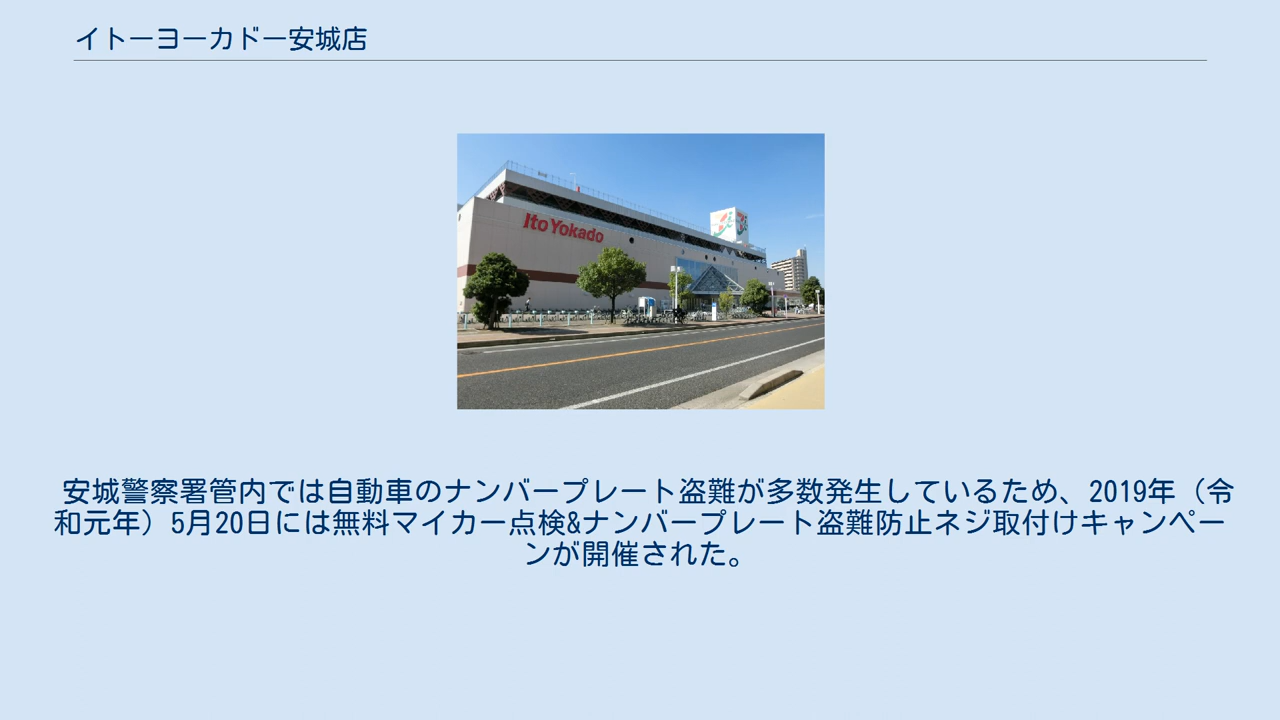 イトーヨーカドー安城店
Ito Yokado
安城警察署管内では自動車のナンバープレート盗難が多数発生しているため、2019年（令
和元年）5月20日には無料マイカー点検&ナンバープレート盗難防止ネジ取付けキャンペー
ンが開催された。